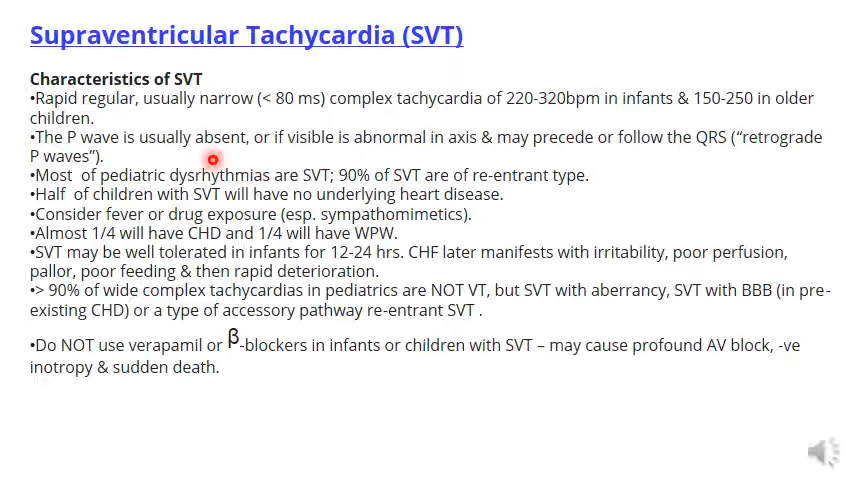 Supraventricular Tachycardia (SVT)
Characteristics of SVT
•Rapid regular, usually narrow (< 80 ms) complex tachycardia of 220-320bpm in infants & 150-250 in older
children.
•The P wave is usually absent, or if visible is abnormal in axis & may precede or follow the QRS (“retrograde
P waves”).
•Most of pediatric dysrhythmias are SVT; 90% of SVT are of re-entrant type.
•Half of children with SVT will have no underlying heart disease.
•Consider fever or drug exposure (esp. sympathomimetics).
•Almost 1/4 will have CHD and 1/4 will have WPW.
•SVT may be well tolerated in infants for 12-24 hrs. CHF later manifests with irritability, poor perfusion,
pallor, poor feeding & then rapid deterioration.
•> 90% of wide complex tachycardias in pediatrics are NOT VT, but SVT with aberrancy, SVT with BBB (in pre-
existing CHD) or a type of accessory pathway re-entrant SVT .
•Do NOT use verapamil or β-blockers in infants or children with SVT – may cause profound AV block, -ve
inotropy & sudden death.